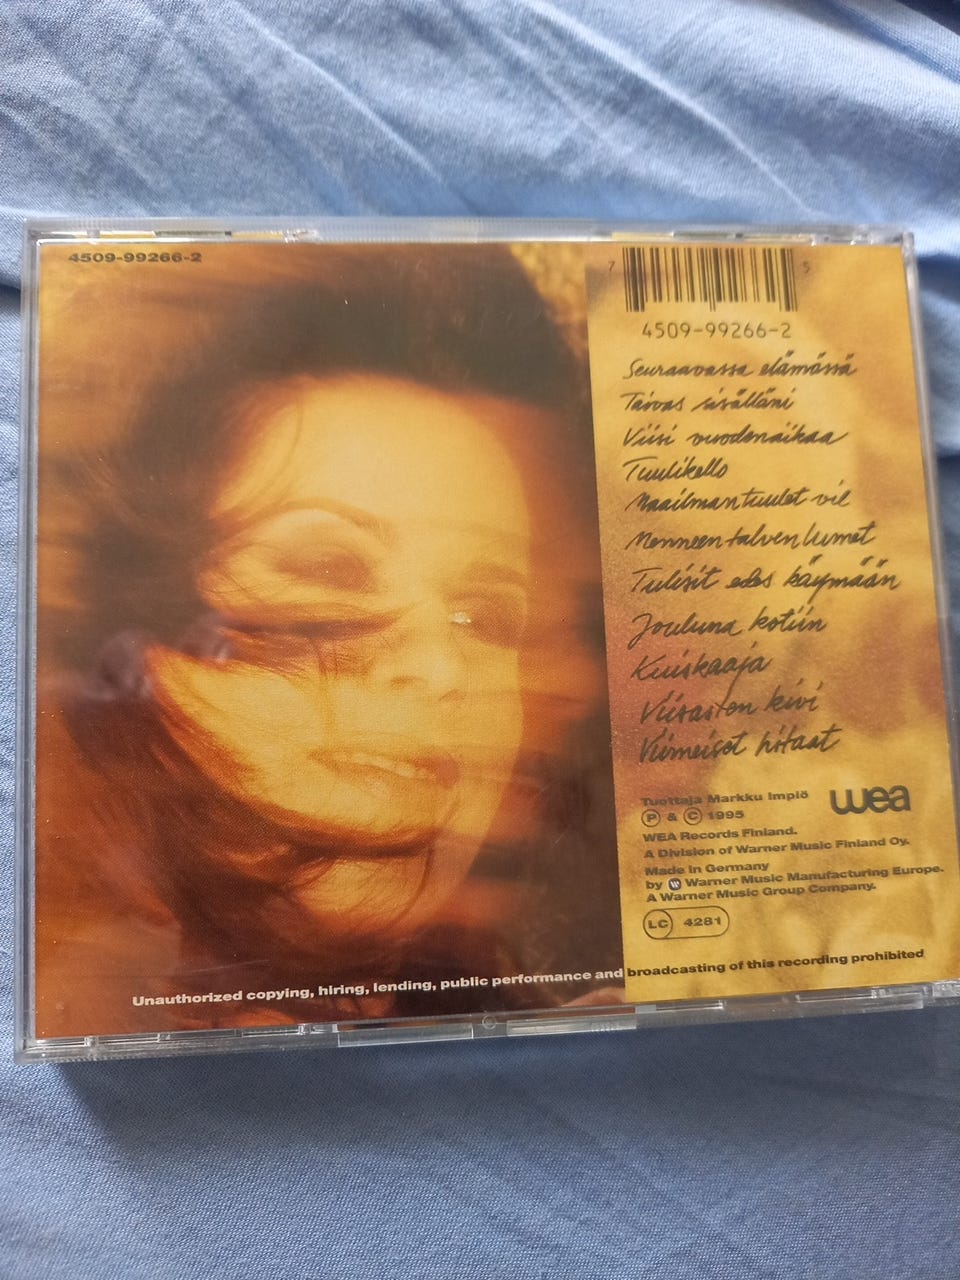 4509-99266-2
7 5
4509-99266-2
Seuraavassa elämässä
Taivas sisälläni
Viisi vuodenaikaa
Tuulikello
Maailman tuulet vie
Menneen talven lumet
Tulisit edes käymään
Jouluna kotiin
Kuiskaaja
Viisasten kivi
Viimeiset hitaat
Tuottaja Markku Impiö
Ⓟ & © 1995
wea
WEA Records Finland.
A Division of Warner Music Finland Oy.
Made in Germany
by W Warner Music Manufacturing Europe.
A Warner Music Group Company.
LC 4281
Unauthorized copying, hiring, lending, public performance and broadcasting of this recording prohibited